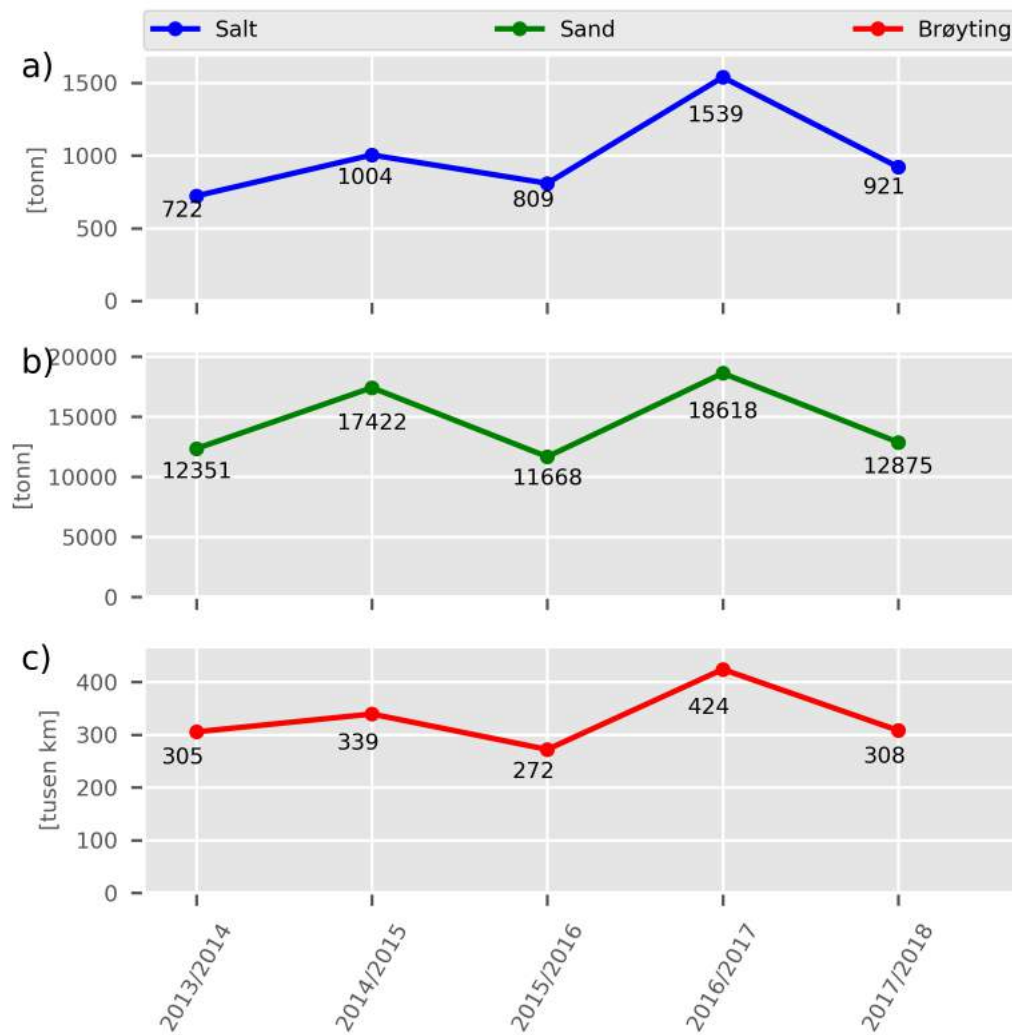 Salt Sand Brøyting
a)
1500
1000
500
0
[tonn]
722 1004 809 1539 921
b)
20000
15000
10000
5000
0
[tonn]
12351 17422 11668 18618 12875
c)
400
300
200
100
0
[tusen km]
305 339 272 424 308
2013/2014 2014/2015 2015/2016 2016/2017 2017/2018